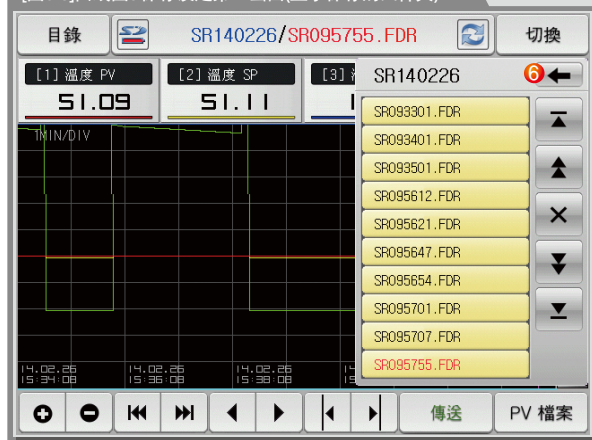 目錄
SR140226/SR095755.FDR
切換
[1] 溫度 PV
51.09
[2] 溫度 SP
51.11
[3]
SR140226
6
SR093301.FDR
SR093401.FDR
SR093501.FDR
SR095612.FDR
SR095621.FDR
SR095647.FDR
SR095654.FDR
SR095701.FDR
SR095707.FDR
SR095755.FDR
1MIN/DIV
14.02.26
15:34:08
14.02.26
15:36:08
14.02.26
15:38:08
傳送
PV 檔案